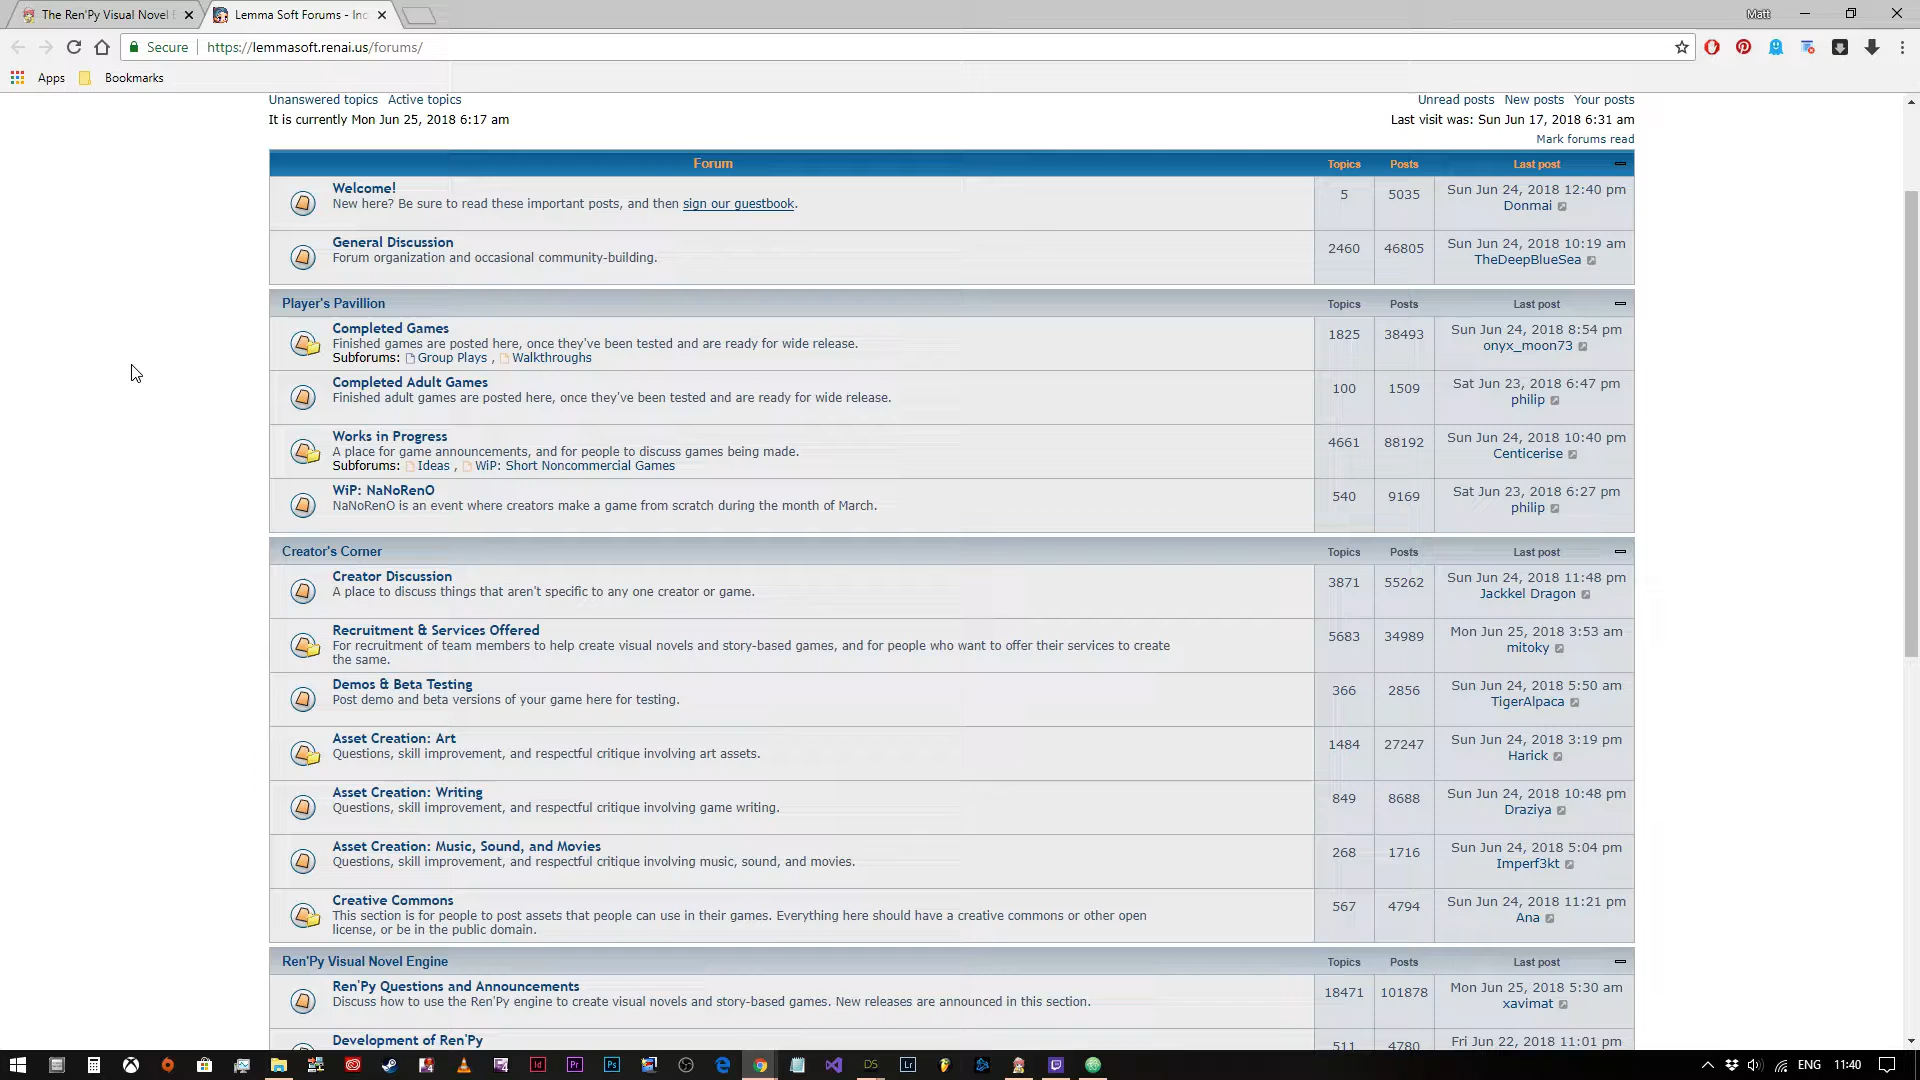 The Ren'Py Visual Novel E
Lemma Soft Forums - Ind
Matt
Secure
https://lemmasoft.renai.us/forums/
Apps
Bookmarks
Unanswered topics Active topics
Unread posts New posts Your posts
It is currently Mon Jun 25, 2018 6:17 am
Last visit was: Sun Jun 17, 2018 6:31 am
Mark forums read
Forum Topics Posts Last post
Welcome!
New here? Be sure to read these important posts, and then sign our guestbook.
5 5035 Sun Jun 24, 2018 12:40 pm
Donmai
General Discussion
Forum organization and occasional community-building.
2460 46805 Sun Jun 24, 2018 10:19 am
TheDeepBlueSea
Player's Pavillion Topics Posts Last post
Completed Games
Finished games are posted here, once they've been tested and are ready for wide release.
Subforums: Group Plays , Walkthroughs
1825 38493 Sun Jun 24, 2018 8:54 pm
onyx_moon73
Completed Adult Games
Finished adult games are posted here, once they've been tested and are ready for wide release.
100 1509 Sat Jun 23, 2018 6:47 pm
philip
Works in Progress
A place for game announcements, and for people to discuss games being made.
Subforums: Ideas , WiP: Short Noncommercial Games
4661 88192 Sun Jun 24, 2018 10:40 pm
Centicerise
WiP: NaNoRenO
NaNoRenO is an event where creators make a game from scratch during the month of March.
540 9169 Sat Jun 23, 2018 6:27 pm
philip
Creator's Corner Topics Posts Last post
Creator Discussion
A place to discuss things that aren't specific to any one creator or game.
3871 55262 Sun Jun 24, 2018 11:48 pm
Jackkel Dragon
Recruitment & Services Offered
For recruitment of team members to help create visual novels and story-based games, and for people who want to offer their services to create
the same.
5683 34989 Mon Jun 25, 2018 3:53 am
mitoky
Demos & Beta Testing
Post demo and beta versions of your game here for testing.
366 2856 Sun Jun 24, 2018 5:50 am
TigerAlpaca
Asset Creation: Art
Questions, skill improvement, and respectful critique involving art assets.
1484 27247 Sun Jun 24, 2018 3:19 pm
Harick
Asset Creation: Writing
Questions, skill improvement, and respectful critique involving game writing.
849 8688 Sun Jun 24, 2018 10:48 pm
Draziya
Asset Creation: Music, Sound, and Movies
Questions, skill improvement, and respectful critique involving music, sound, and movies.
268 1716 Sun Jun 24, 2018 5:04 pm
Imperf3kt
Creative Commons
This section is for people to post assets that people can use in their games. Everything here should have a creative commons or other open
license, or be in the public domain.
567 4794 Sun Jun 24, 2018 11:21 pm
Ana
Ren'Py Visual Novel Engine Topics Posts Last post
Ren'Py Questions and Announcements
Discuss how to use the Ren'Py engine to create visual novels and story-based games. New releases are announced in this section.
18471 101878 Mon Jun 25, 2018 5:30 am
xavimat
Development of Ren'Py
511 4780 Fri Jun 22, 2018 11:01 pm
Id Pr Ps DS Lr
ENG 11:40